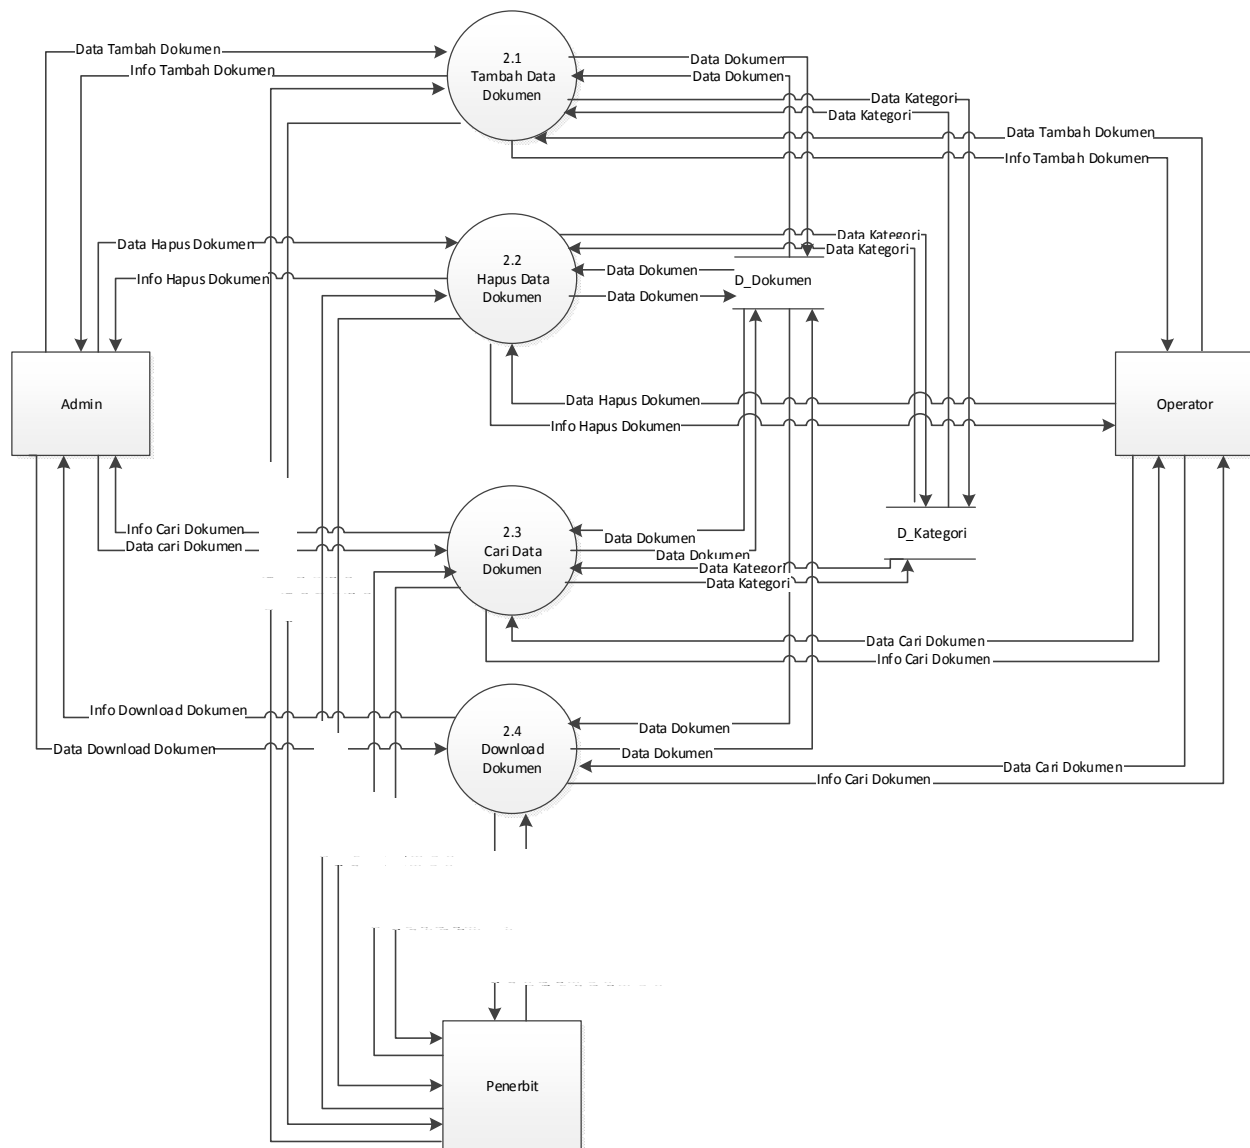 2.1
Tambah Data
Dokumen
Data Tambah Dokumen
Info Tambah Dokumen
Data Dokumen
Data Dokumen
Data Kategori
Data Kategori
Data Tambah Dokumen
Info Tambah Dokumen
2.2
Hapus Data
Dokumen
Data Hapus Dokumen
Info Hapus Dokumen
Data Kategori
Data Kategori
Data Dokumen
Data Dokumen
D_Dokumen
Admin
Operator
Data Hapus Dokumen
Info Hapus Dokumen
2.3
Cari Data
Dokumen
Info Cari Dokumen
Data cari Dokumen
Data Dokumen
Data Dokumen
Data Kategori
Data Kategori
D_Kategori
Data Cari Dokumen
Info Cari Dokumen
2.4
Download
Dokumen
Info Download Dokumen
Data Download Dokumen
Data Dokumen
Data Dokumen
Data Cari Dokumen
Info Cari Dokumen
Penerbit